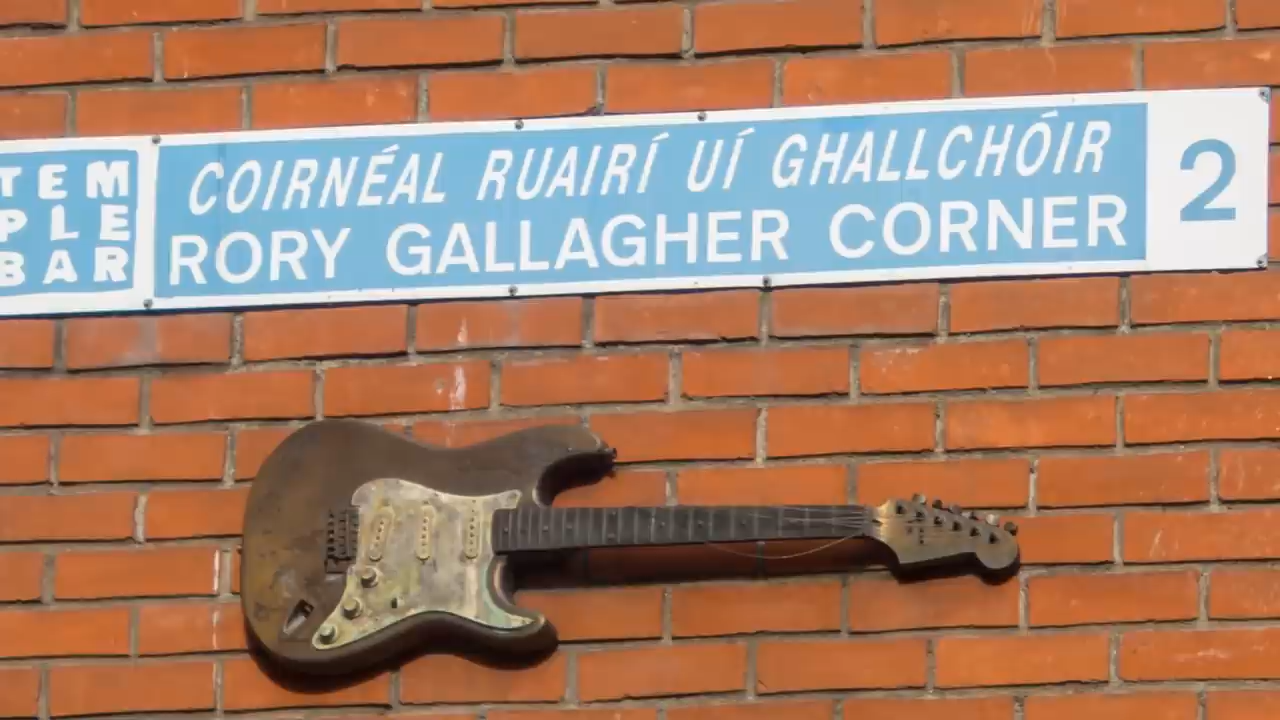 TEM
PLE
BAR
COIRNÉAL RUAIRÍ UÍ GHALLCHÓIR
RORY GALLAGHER CORNER
2